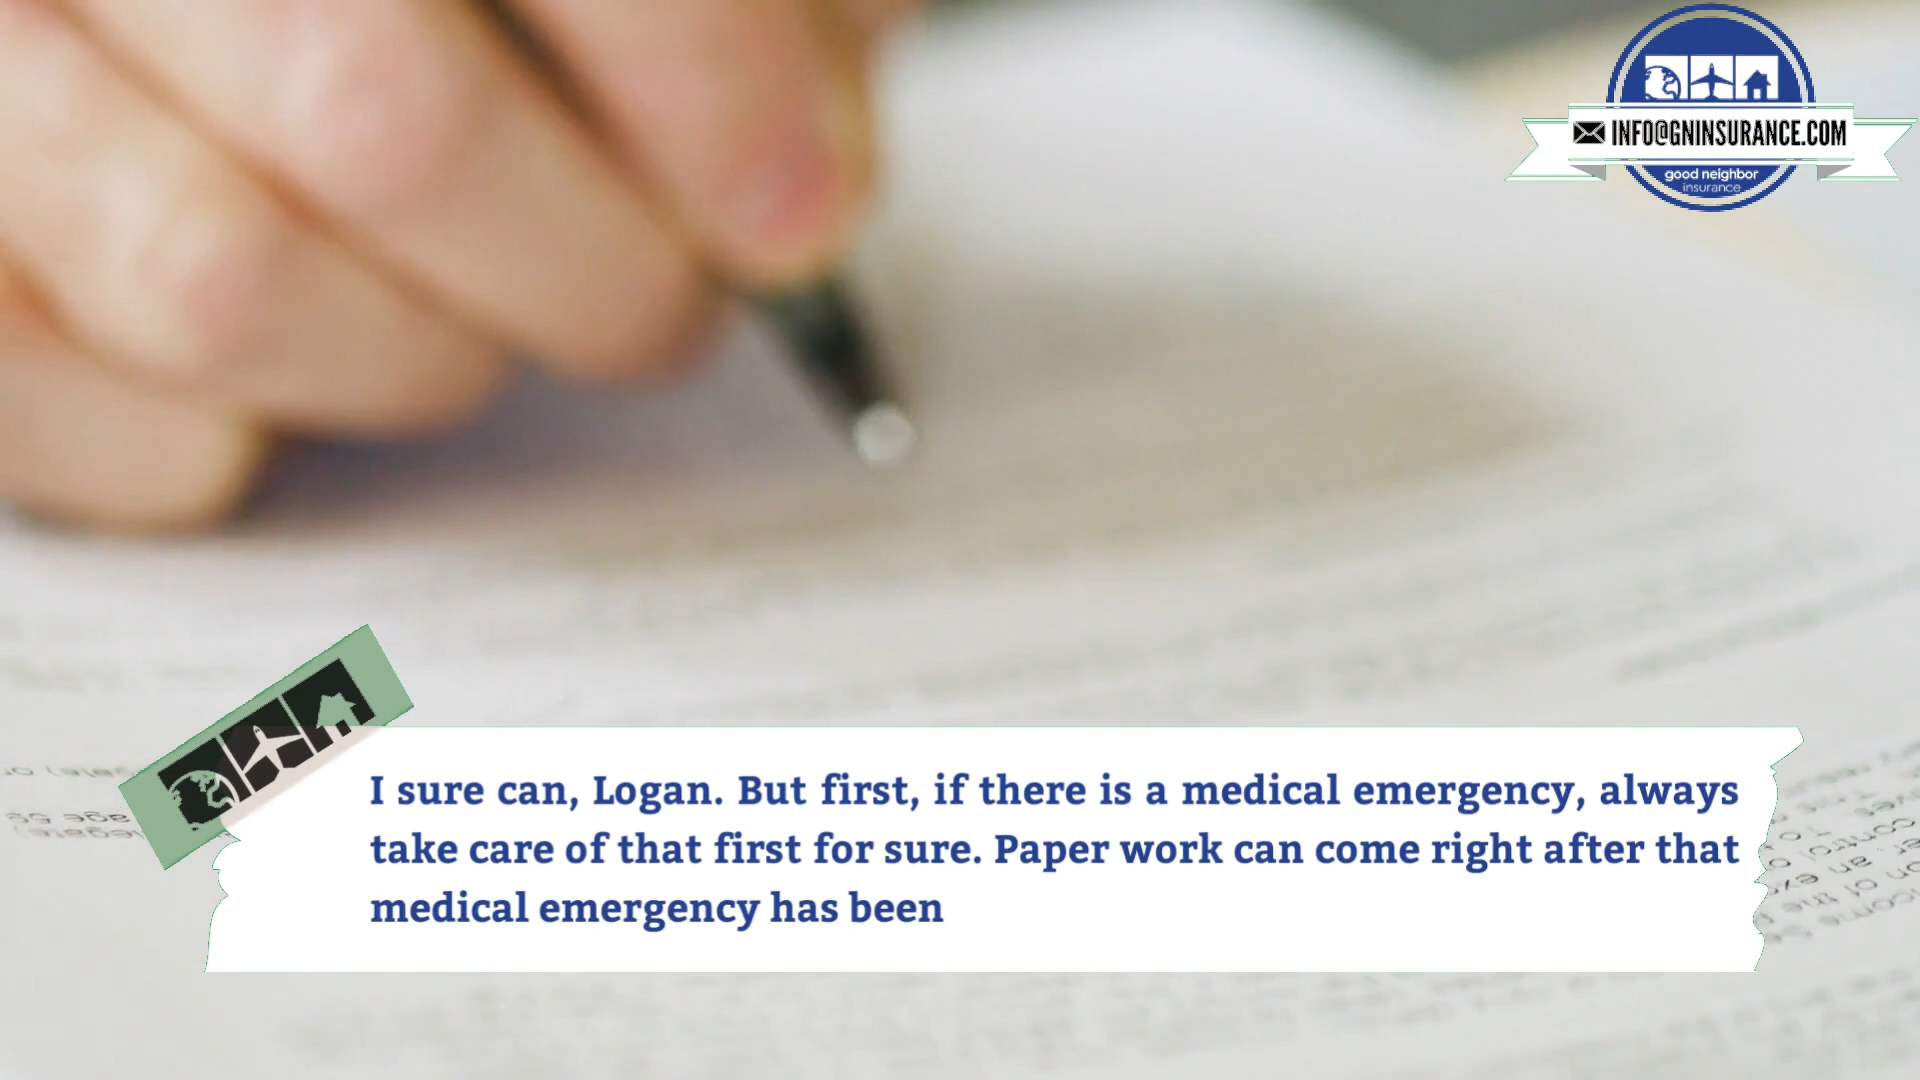 INFO@GNINSURANCE.COM
good neighbor
insurance
I sure can, Logan. But first, if there is a medical emergency, always
take care of that first for sure. Paper work can come right after that
medical emergency has been